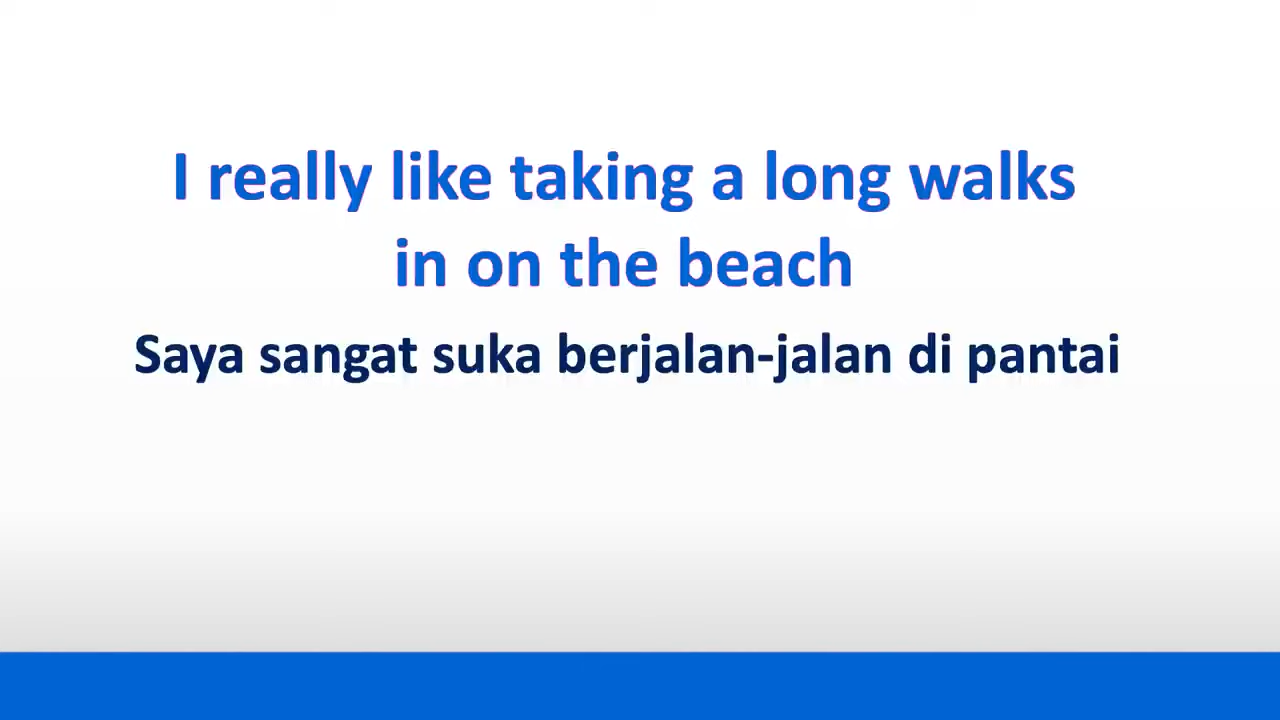 I really like taking a long walks
in on the beach
Saya sangat suka berjalan-jalan di pantai